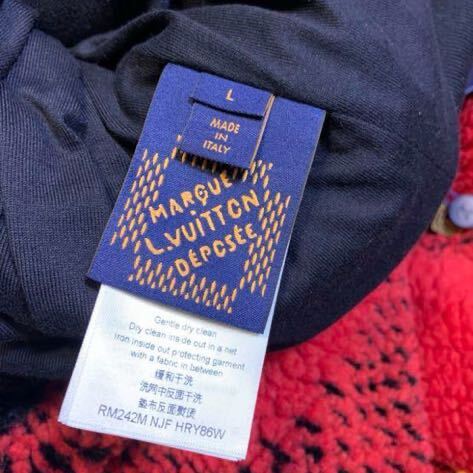 L
MADE
IN
ITALY
MARQUE
L.VUITTON
DÉPOSÉE
Gentle dry clean
Dry clean inside out in a net
Iron inside out protecting garment
with a fabric in between
缓和干洗
洗网中反面干洗
垫布反面熨烫
RM242M NJF HRY86W